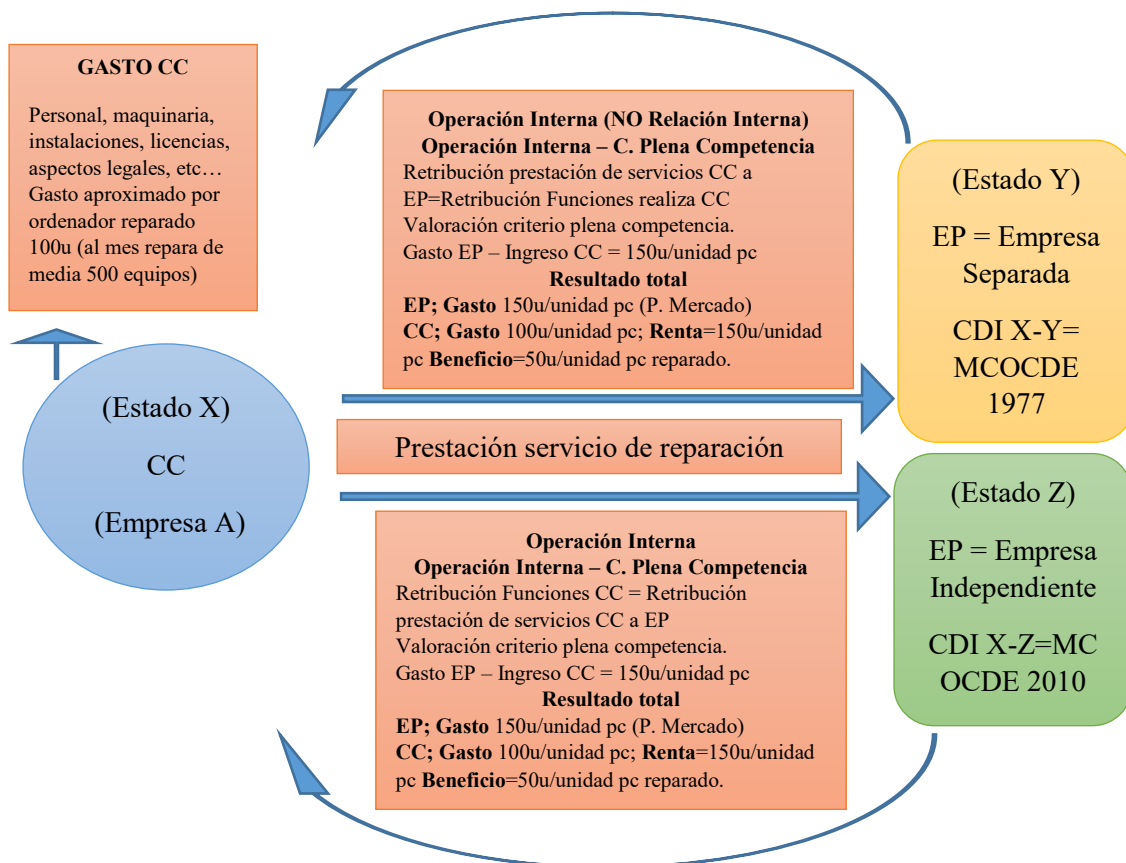 GASTO CC
Personal, maquinaria,
instalaciones, licencias,
aspectos legales, etc…
Gasto aproximado por
ordenador reparado
100u (al mes repara de
media 500 equipos)
Operación Interna (NO Relación Interna)
Operación Interna – C. Plena Competencia
Retribución prestación de servicios CC a
EP=Retribución Funciones realiza CC
Valoración criterio plena competencia.
Gasto EP – Ingreso CC = 150u/unidad pc
Resultado total
EP; Gasto 150u/unidad pc (P. Mercado)
CC; Gasto 100u/unidad pc; Renta=150u/unidad
pc Beneficio=50u/unidad pc reparado.
(Estado Y)
EP = Empresa
Separada
CDI X-Y=
MCOCDE
1977
(Estado X)
CC
(Empresa A)
Prestación servicio de reparación
(Estado Z)
EP = Empresa
Independiente
CDI X-Z=MC
OCDE 2010
Operación Interna
Operación Interna – C. Plena Competencia
Retribución Funciones CC = Retribución
prestación de servicios CC a EP
Valoración criterio plena competencia.
Gasto EP – Ingreso CC = 150u/unidad pc
Resultado total
EP; Gasto 150u/unidad pc (P. Mercado)
CC; Gasto 100u/unidad pc; Renta=150u/unidad
pc Beneficio=50u/unidad pc reparado.